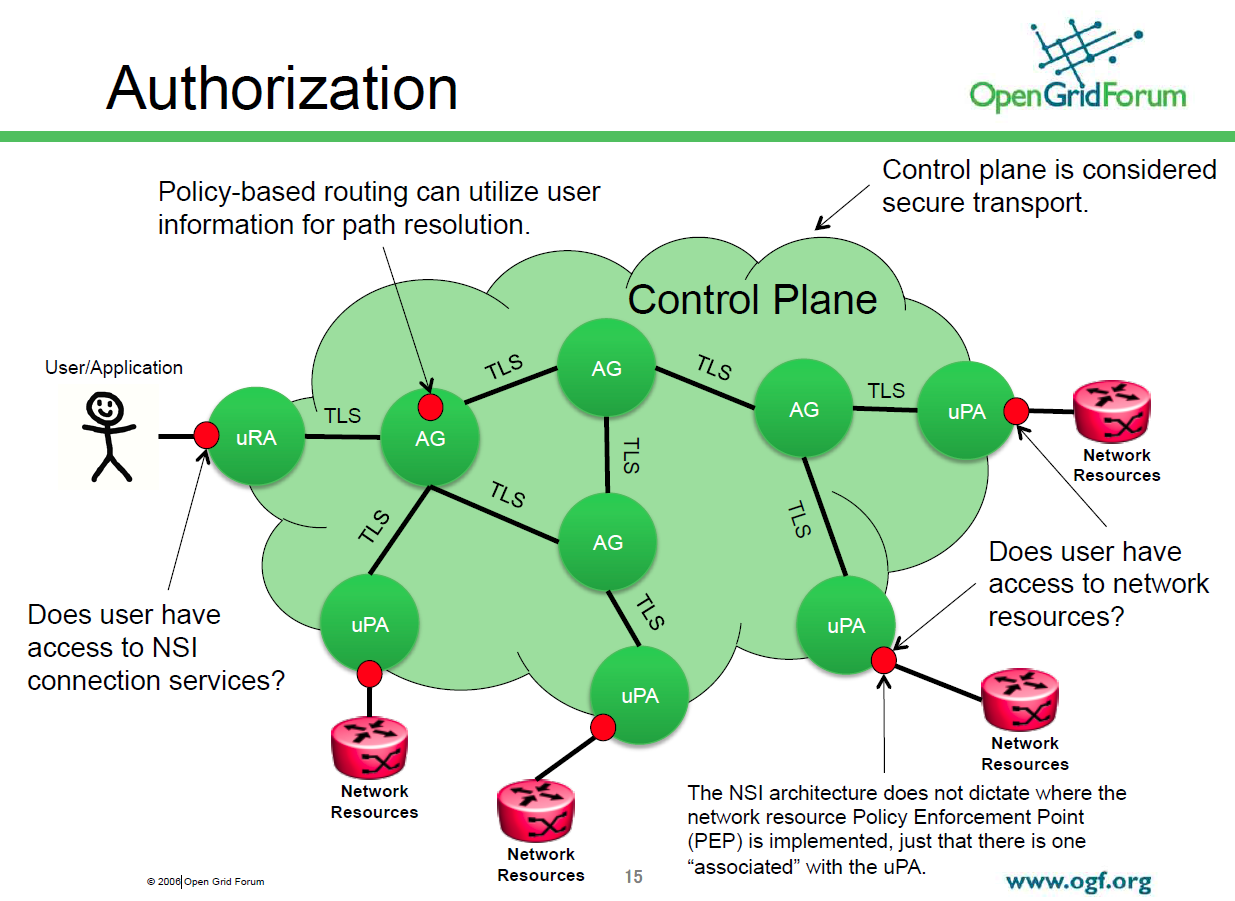 Authorization
OpenGridForum
Policy-based routing can utilize user
information for path resolution.
Control plane is considered
secure transport.
Control Plane
User/Application
TLS
AG
TLS
TLS
AG
TLS
uPA
uRA
TLS
AG
TLS
Network
Resources
TLS
TLS
TLS
AG
Does user have
access to network
resources?
Does user have
access to NSI
connection services?
uPA
TLS
uPA
uPA
Network
Resources
Network
Resources
Network
Resources
The NSI architecture does not dictate where the
network resource Policy Enforcement Point
(PEP) is implemented, just that there is one
“associated” with the uPA.
© 2006 Open Grid Forum
15
www.ogf.org